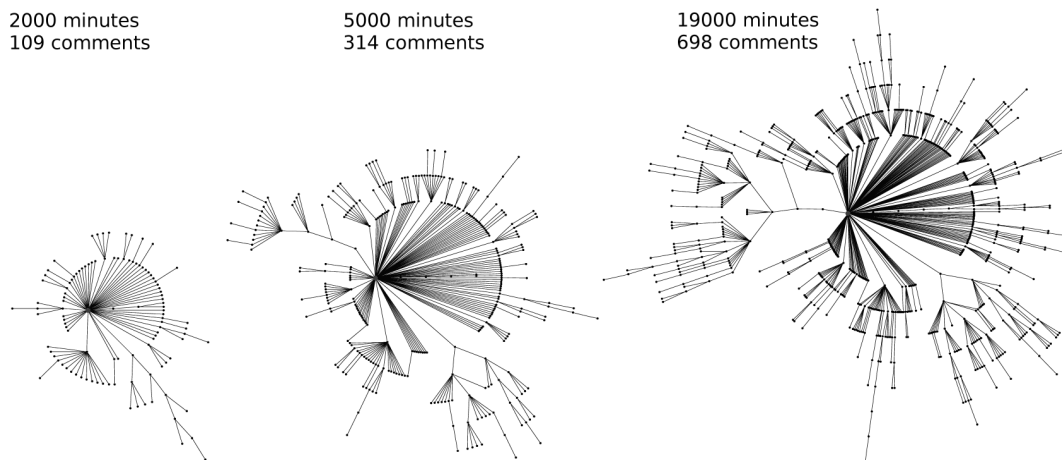 2000 minutes
109 comments
5000 minutes
314 comments
19000 minutes
698 comments